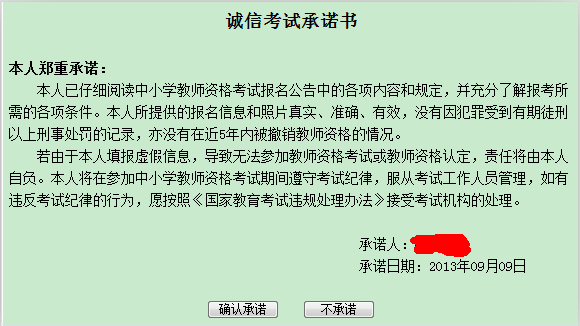 诚信考试承诺书
本人郑重承诺：
本人已仔细阅读中小学教师资格考试报名公告中的各项内容和规定，并充分了解报考所
需的各项条件。本人所提供的报名信息和照片真实、准确、有效，没有因犯罪受到有期徒刑
以上刑事处罚的记录，亦没有在近5年内被撤销教师资格的情况。
若由于本人填报虚假信息，导致无法参加教师资格考试或教师资格认定，责任将由本人
自负。本人将在参加中小学教师资格考试期间遵守考试纪律，服从考试工作人员管理，如有
违反考试纪律的行为，愿按照《国家教育考试违规处理办法》接受考试机构的处理。
承诺人：
承诺日期：2013年09月09日
确认承诺 不承诺